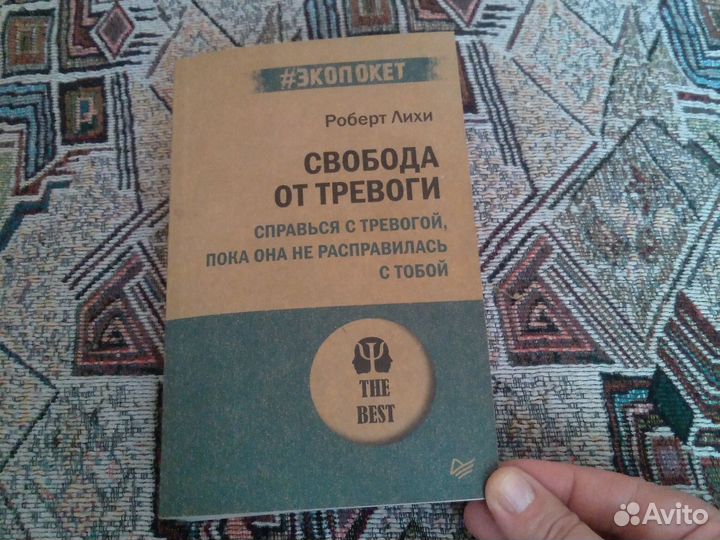 #ЭКОПОКЕТ
Роберт Лихи
СВОБОДА
ОТ ТРЕВОГИ
СПРАВЬСЯ С ТРЕВОГОЙ,
ПОКА ОНА НЕ РАСПРАВИЛАСЬ
С ТОБОЙ
Ψ
THE
BEST
Avito